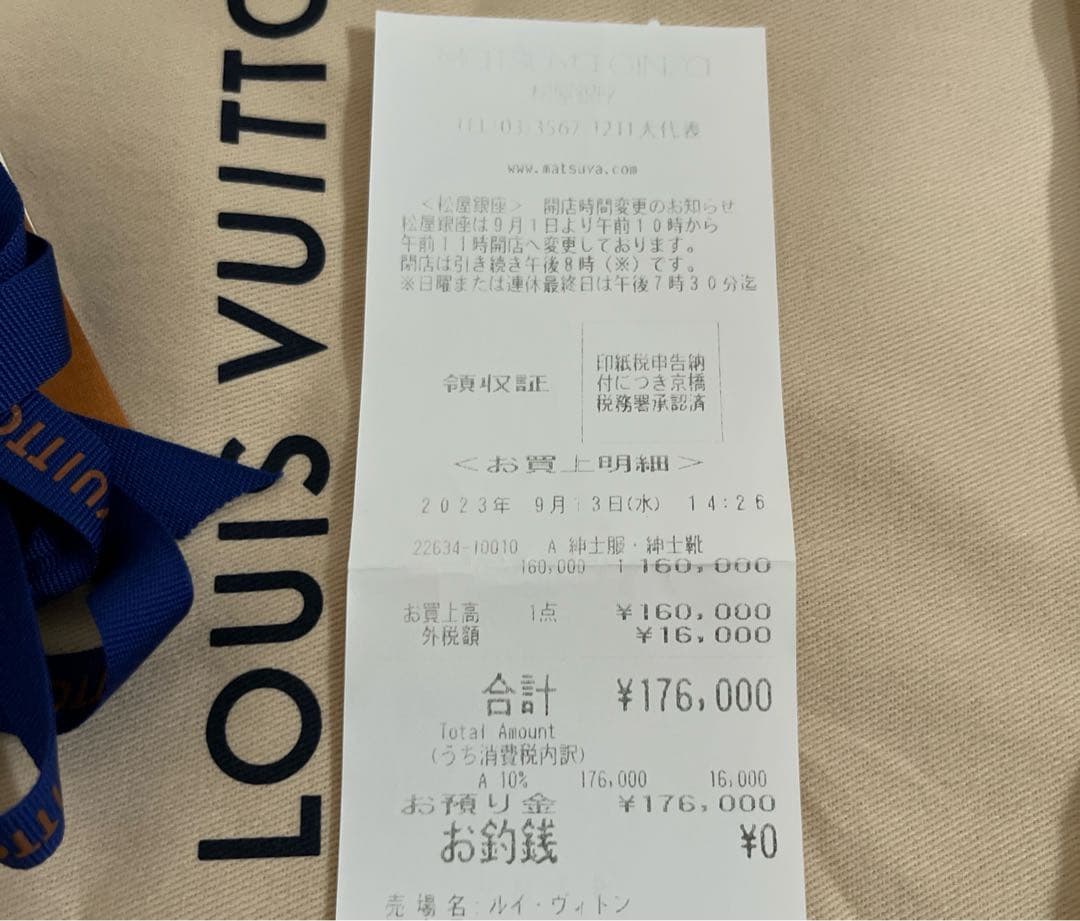 LOUIS VUITTO
VUITTO
TEL:03-3567-1211大代表
www.matsuya.com
<松屋銀座> 開店時間変更のお知らせ
松屋銀座は9月1日より午前10時から
午前11時開店へ変更しております。
閉店は引き続き午後8時(※)です。
※日曜または連休最終日は午後7時30分迄
領収証
印紙税申告納
付につき京橋
税務署承認済
<お買上明細>
2023年 9月13日(水) 14:26
22634-10010 A 紳士服・紳士靴
160,000 1 160,000
お買上高 1点 ¥160,000
外税額 ¥16,000
合計 ¥176,000
Total Amount
(うち消費税内訳)
A 10% 176,000 16,000
お預り金 ¥176,000
お釣銭 ¥0
売場名:ルイ・ヴィトン